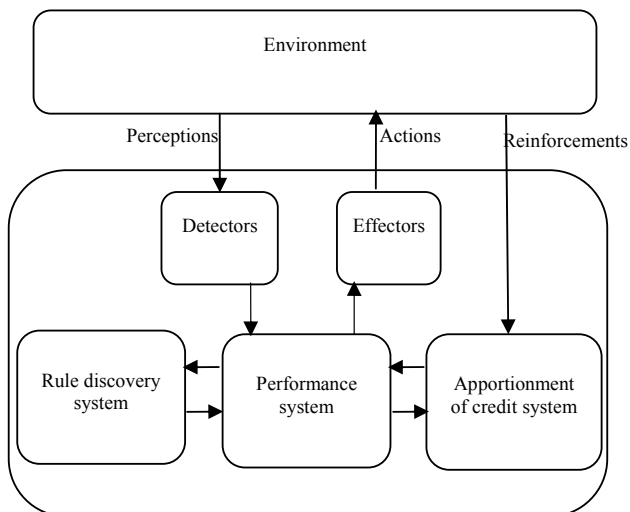 Environment
Perceptions
Actions
Reinforcements
Detectors
Effectors
Rule discovery
system
Performance
system
Apportionment
of credit system